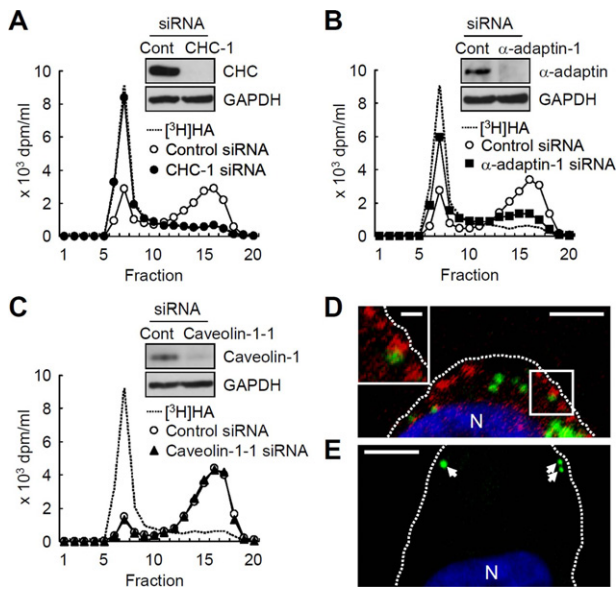 A
siRNA
Cont CHC-1
CHC
GAPDH
[³H]HA
Control siRNA
CHC-1 siRNA
x 10³ dpm/ml
10
8
6
4
2
0
1 5 10 15 20
Fraction
B
siRNA
Cont α-adaptin-1
α-adaptin
GAPDH
[³H]HA
Control siRNA
α-adaptin-1 siRNA
x 10³ dpm/ml
10
8
6
4
2
0
1 5 10 15 20
Fraction
C
siRNA
Cont Caveolin-1-1
Caveolin-1
GAPDH
[³H]HA
Control siRNA
Caveolin-1-1 siRNA
x 10³ dpm/ml
10
8
6
4
2
0
1 5 10 15 20
Fraction
D
N
E
N